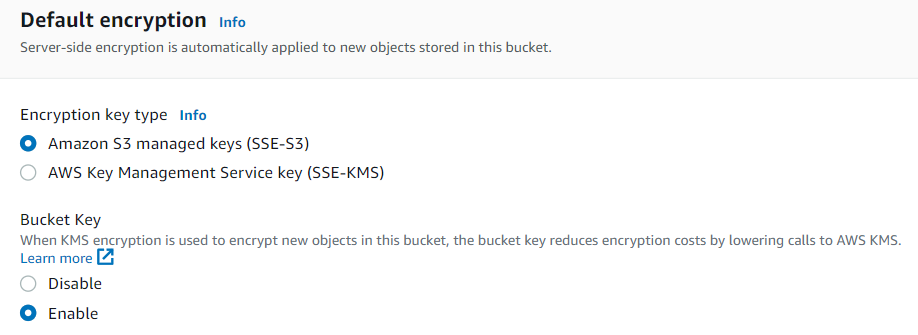 Default encryption Info
Server-side encryption is automatically applied to new objects stored in this bucket.
Encryption key type Info
Amazon S3 managed keys (SSE-S3)
AWS Key Management Service key (SSE-KMS)
Bucket Key
When KMS encryption is used to encrypt new objects in this bucket, the bucket key reduces encryption costs by lowering calls to AWS KMS.
Learn more
Disable
Enable